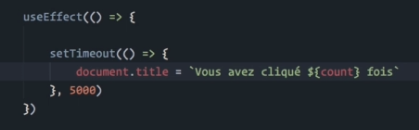 useEffect(() => {
setTimeout(() => {
document.title = `Vous avez cliqué ${count} fois`
}, 5000)
})